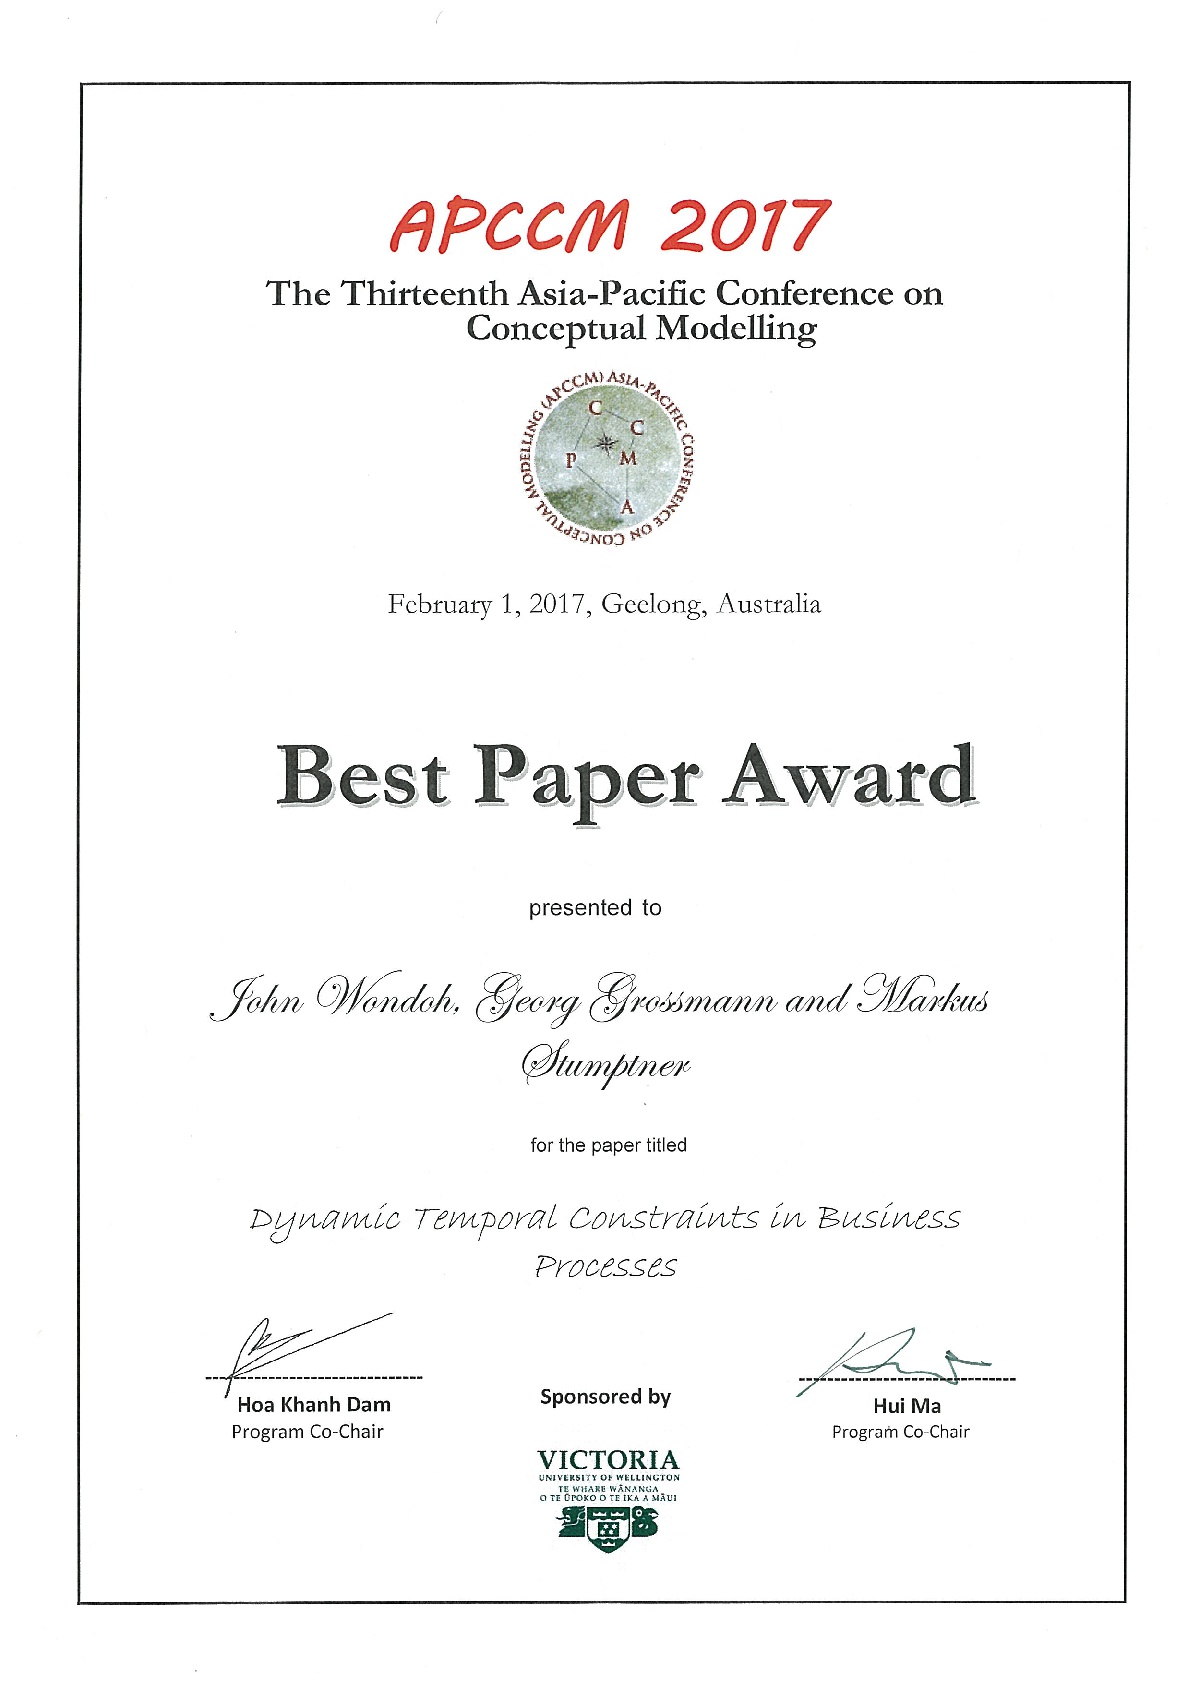 APCCM 2017
The Thirteenth Asia-Pacific Conference on
Conceptual Modelling
ASIA-PACIFIC CONFERENCE ON CONCEPTUAL MODELLING (APCCM)
C
C
P M
A
February 1, 2017, Geelong, Australia
Best Paper Award
presented to
John Wondoh, Georg Grossmann and Markus
Stumptner
for the paper titled
Dynamic Temporal Constraints in Business
Processes
Hoa Khanh Dam
Program Co-Chair
Sponsored by
Hui Ma
Program Co-Chair
VICTORIA
UNIVERSITY OF WELLINGTON
TE WHARE WĀNANGA
O TE ŪPOKO O TE IKA A MĀUI